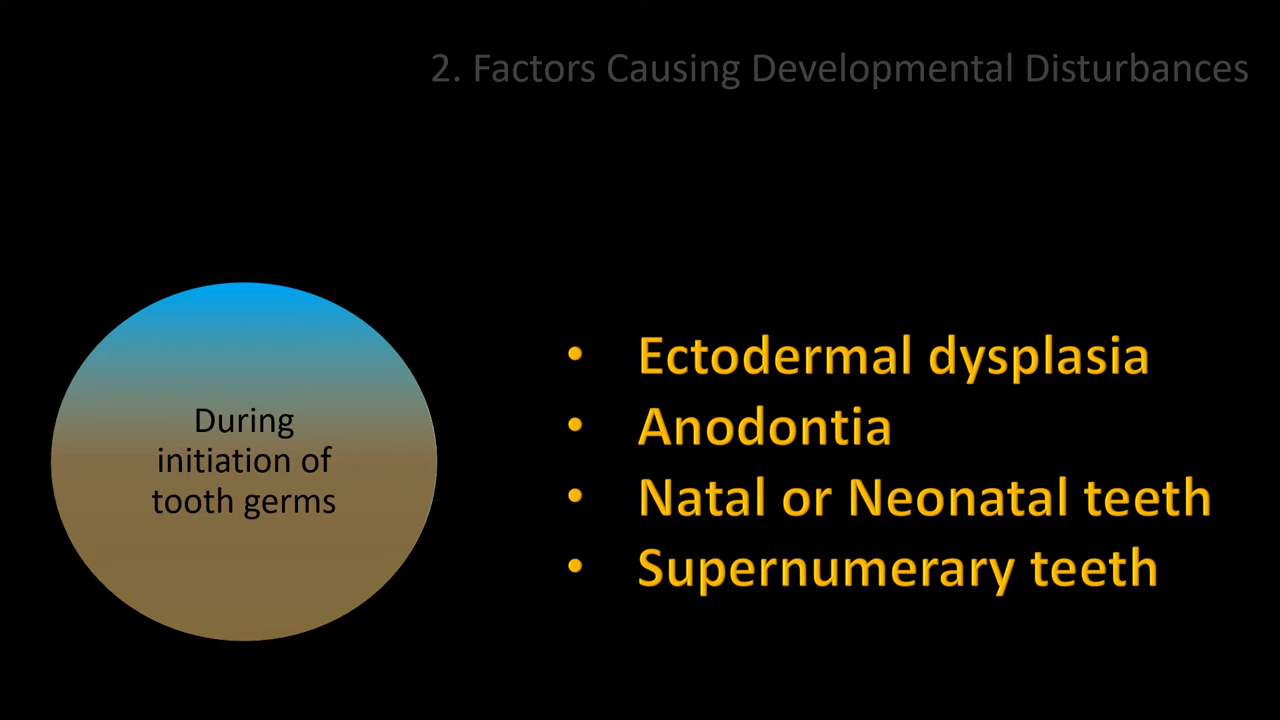 2. Factors Causing Developmental Disturbances
During
initiation of
tooth germs
• Ectodermal dysplasia
• Anodontia
• Natal or Neonatal teeth
• Supernumerary teeth